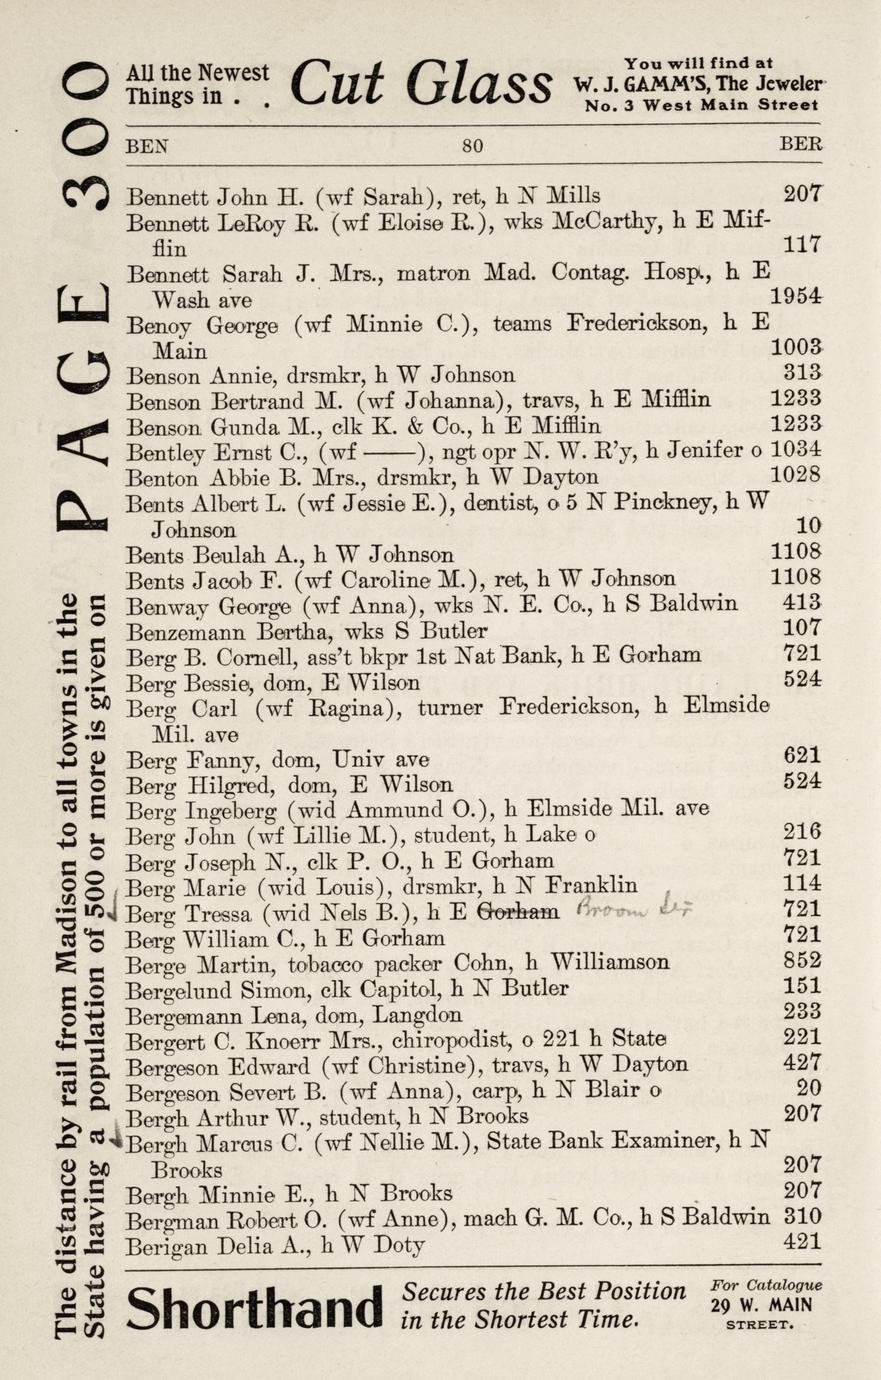 All the Newest
Things in . .
Cut Glass
You will find at
W. J. GAMM'S, The Jeweler
No. 3 West Main Street
BEN 80 BER
Bennett John H. (wf Sarah), ret, h N Mills 207
Bennett LeRoy R. (wf Eloise R.), wks McCarthy, h E Mif-
flin 117
Bennett Sarah J. Mrs., matron Mad. Contag. Hosp., h E
Wash ave 1954
Benoy George (wf Minnie C.), teams Frederickson, h E
Main 1003
Benson Annie, drsmkr, h W Johnson 313
Benson Bertrand M. (wf Johanna), travs, h E Mifflin 1233
Benson Gunda M., clk K. & Co., h E Mifflin 1233
Bentley Ernst C., (wf ——), ngt opr N. W. R'y, h Jenifer o 1034
Benton Abbie B. Mrs., drsmkr, h W Dayton 1028
Bents Albert L. (wf Jessie E.), dentist, o 5 N Pinckney, h W
Johnson 10
Bents Beulah A., h W Johnson 1108
Bents Jacob F. (wf Caroline M.), ret, h W Johnson 1108
Benway George (wf Anna), wks N. E. Co., h S Baldwin 413
Benzemann Bertha, wks S Butler 107
Berg B. Cornell, ass't bkpr 1st Nat Bank, h E Gorham 721
Berg Bessie, dom, E Wilson 524
Berg Carl (wf Ragina), turner Frederickson, h Elmside
Mil. ave
Berg Fanny, dom, Univ ave 621
Berg Hilgred, dom, E Wilson 524
Berg Ingeberg (wid Ammund O.), h Elmside Mil. ave
Berg John (wf Lillie M.), student, h Lake o 216
Berg Joseph N., clk P. O., h E Gorham 721
Berg Marie (wid Louis), drsmkr, h N Franklin 114
Berg Tressa (wid Nels B.), h E Gorham Broom St 721
Berg William C., h E Gorham 721
Berge Martin, tobacco packer Cohn, h Williamson 852
Bergelund Simon, clk Capitol, h N Butler 151
Bergemann Lena, dom, Langdon 233
Bergert C. Knoerr Mrs., chiropodist, o 221 h State 221
Bergeson Edward (wf Christine), travs, h W Dayton 427
Bergeson Severt B. (wf Anna), carp, h N Blair o 20
Bergh Arthur W., student, h N Brooks 207
Bergh Marcus C. (wf Nellie M.), State Bank Examiner, h N
Brooks 207
Bergh Minnie E., h N Brooks 207
Bergman Robert O. (wf Anne), mach G. M. Co., h S Baldwin 310
Berigan Delia A., h W Doty 421
Shorthand
Secures the Best Position
in the Shortest Time.
For Catalogue
29 W. MAIN
STREET.
The distance by rail from Madison to all towns in the
State having a population of 500 or more is given on
PAGE 300